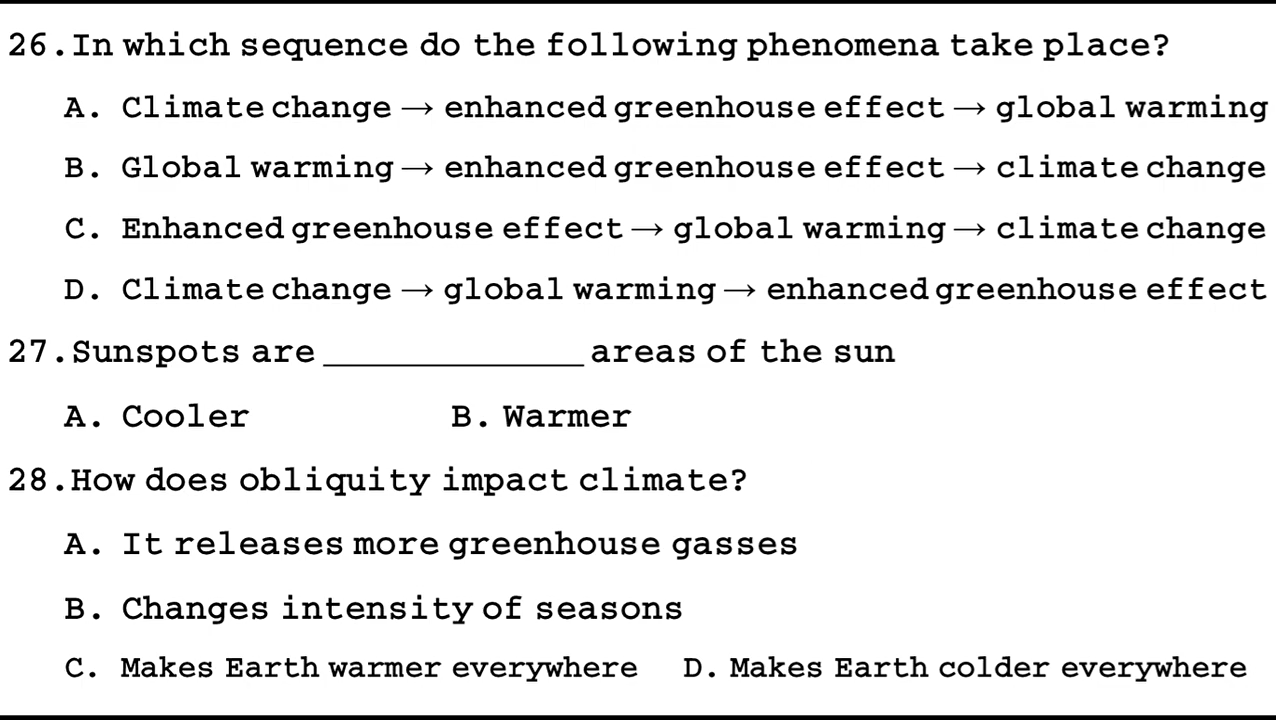 26.In which sequence do the following phenomena take place?
A. Climate change → enhanced greenhouse effect → global warming
B. Global warming → enhanced greenhouse effect → climate change
C. Enhanced greenhouse effect → global warming → climate change
D. Climate change → global warming → enhanced greenhouse effect
27.Sunspots are _____________ areas of the sun
A. Cooler B. Warmer
28.How does obliquity impact climate?
A. It releases more greenhouse gasses
B. Changes intensity of seasons
C. Makes Earth warmer everywhere D. Makes Earth colder everywhere